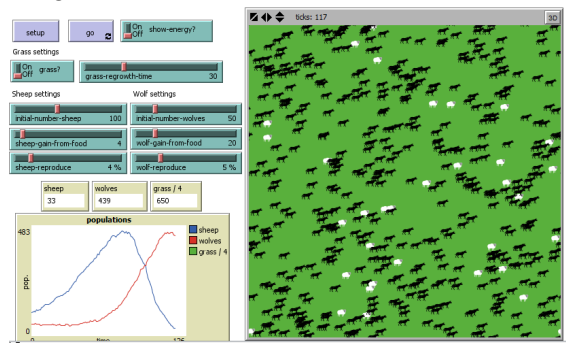 setup
go
On
Off
show-energy?
ticks: 117
3D
Grass settings
On
Off
grass?
grass-regrowth-time 30
Sheep settings
Wolf settings
initial-number-sheep 100
initial-number-wolves 50
sheep-gain-from-food 4
wolf-gain-from-food 20
sheep-reproduce 4 %
wolf-reproduce 5 %
sheep
33
wolves
439
grass / 4
650
populations
483
pop.
0
sheep
wolves
grass / 4
0 time 126